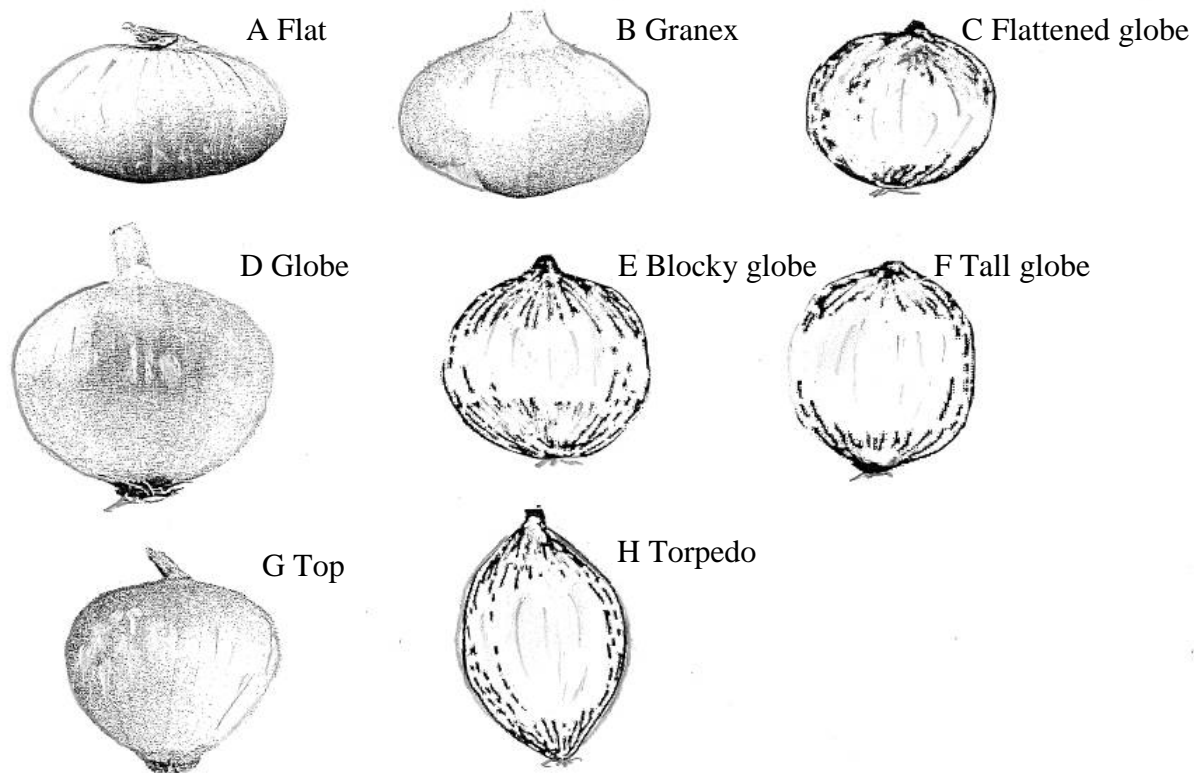 A Flat
B Granex
C Flattened globe
D Globe
E Blocky globe
F Tall globe
G Top
H Torpedo